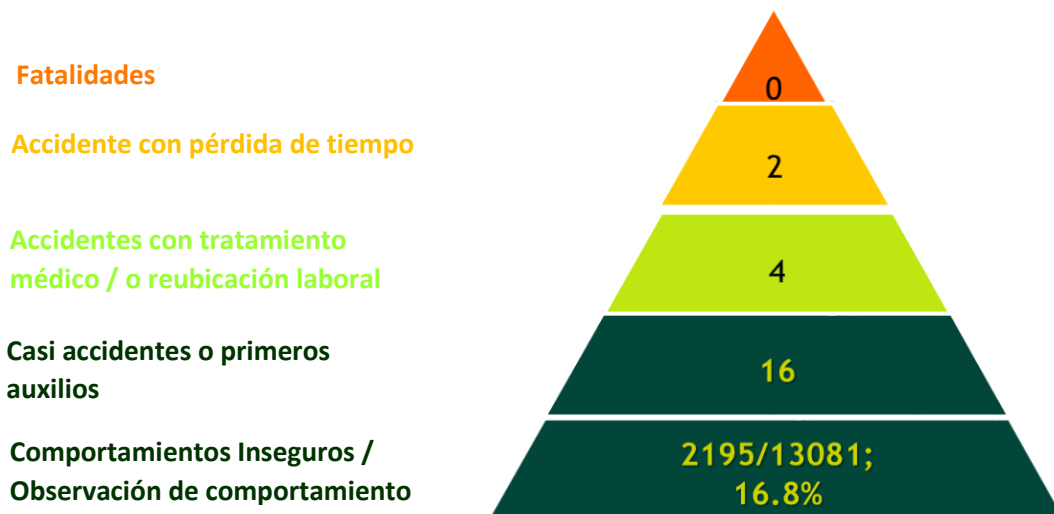 Fatalidades
0
Accidente con pérdida de tiempo
2
Accidentes con tratamiento
médico / o reubicación laboral
4
Casi accidentes o primeros
auxilios
16
Comportamientos Inseguros /
Observación de comportamiento
2195/13081;
16.8%